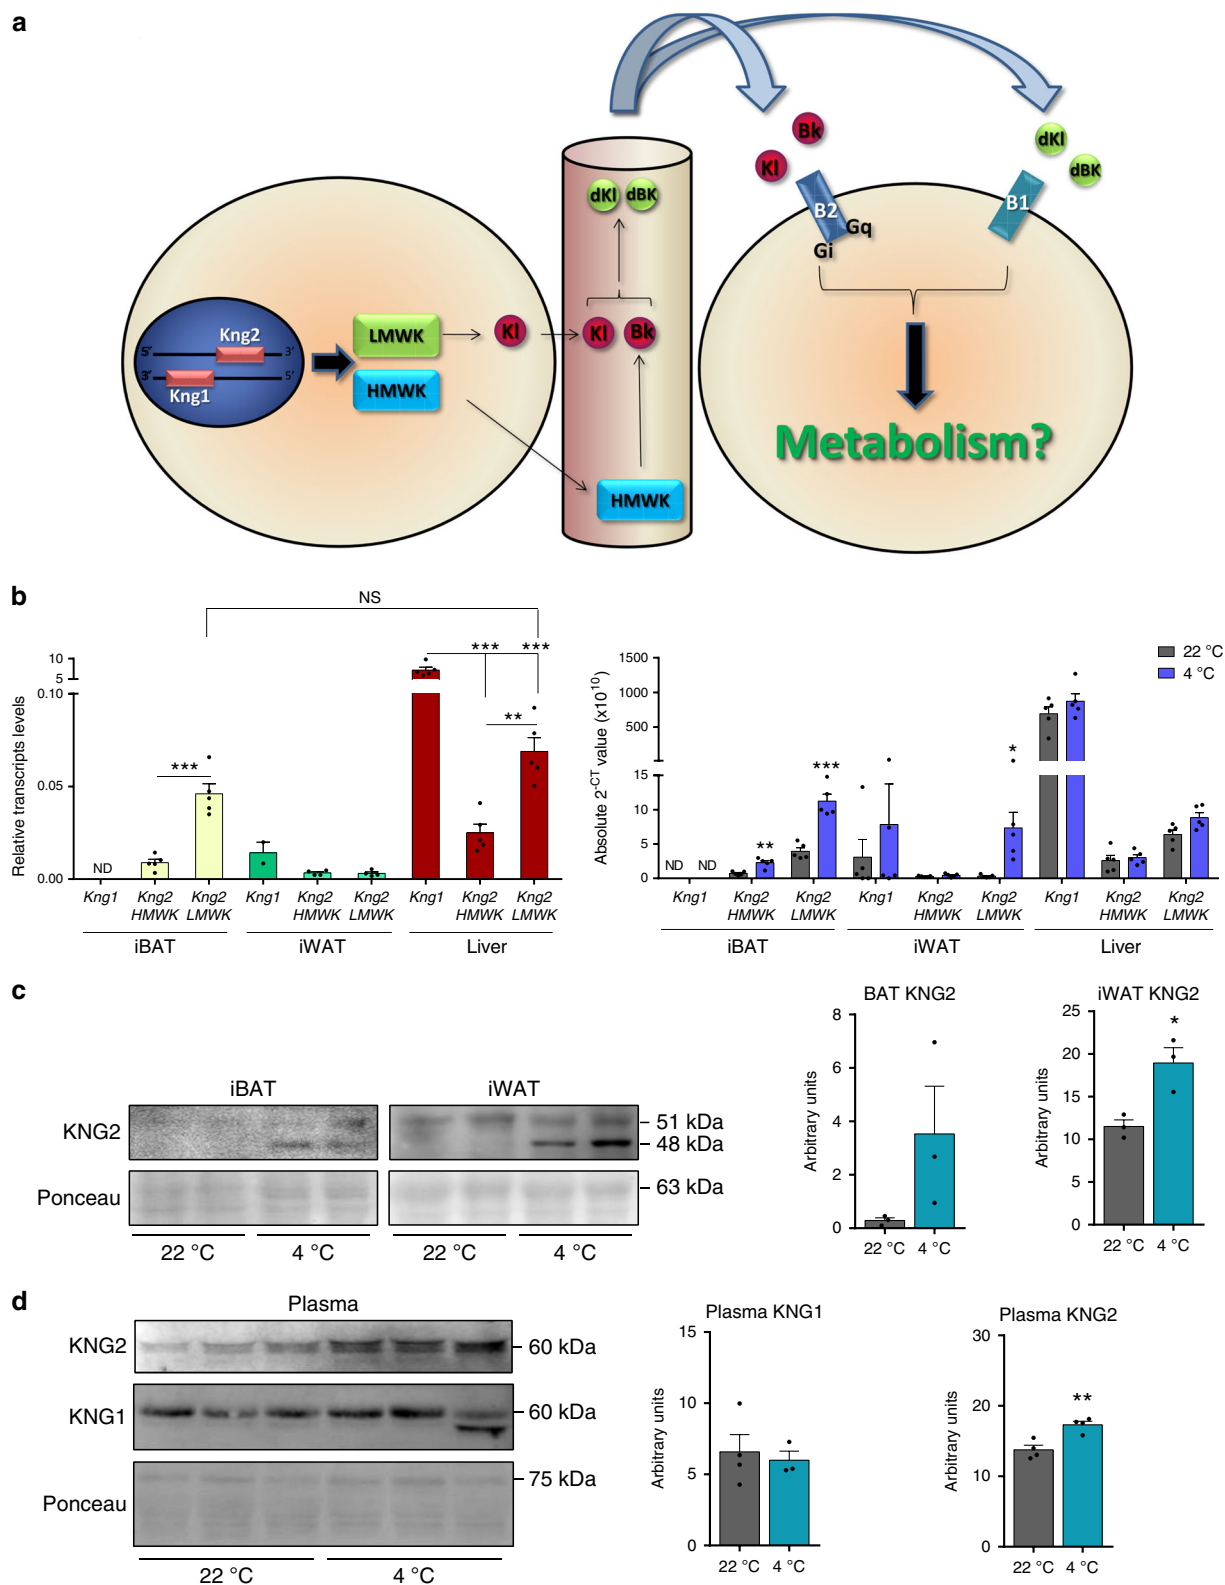 a
Bk
Kl
dKl
dBK
B2
Gq
Gi
B1
dKl dBK
Kng2
5′ 3′
3′ 5′
Kng1
LMWK
HMWK
Kl
Kl Bk
HMWK
Metabolism?
b
NS
*** ***
**
***
ND
Relative transcripts levels
10
5
0.10
0.05
0.00
Kng1 Kng2 HMWK Kng2 LMWK Kng1 Kng2 HMWK Kng2 LMWK Kng1 Kng2 HMWK Kng2 LMWK
iBAT iWAT Liver
22 °C
4 °C
Absolute 2-CT value (x1010)
1500
1000
500
15
10
5
0
ND ND
**
***
*
Kng1 Kng2 HMWK Kng2 LMWK Kng1 Kng2 HMWK Kng2 LMWK Kng1 Kng2 HMWK Kng2 LMWK
iBAT iWAT Liver
c
iBAT iWAT
KNG2
51 kDa
48 kDa
Ponceau
63 kDa
22 °C 4 °C 22 °C 4 °C
BAT KNG2
Arbitrary units
8
6
4
2
0
22 °C 4 °C
iWAT KNG2
Arbitrary units
25
20
15
10
5
0
*
22 °C 4 °C
d
Plasma
KNG2
60 kDa
KNG1
60 kDa
75 kDa
Ponceau
22 °C 4 °C
Plasma KNG1
Arbitrary units
15
10
5
0
22 °C 4 °C
Plasma KNG2
Arbitrary units
30
20
10
0
**
22 °C 4 °C